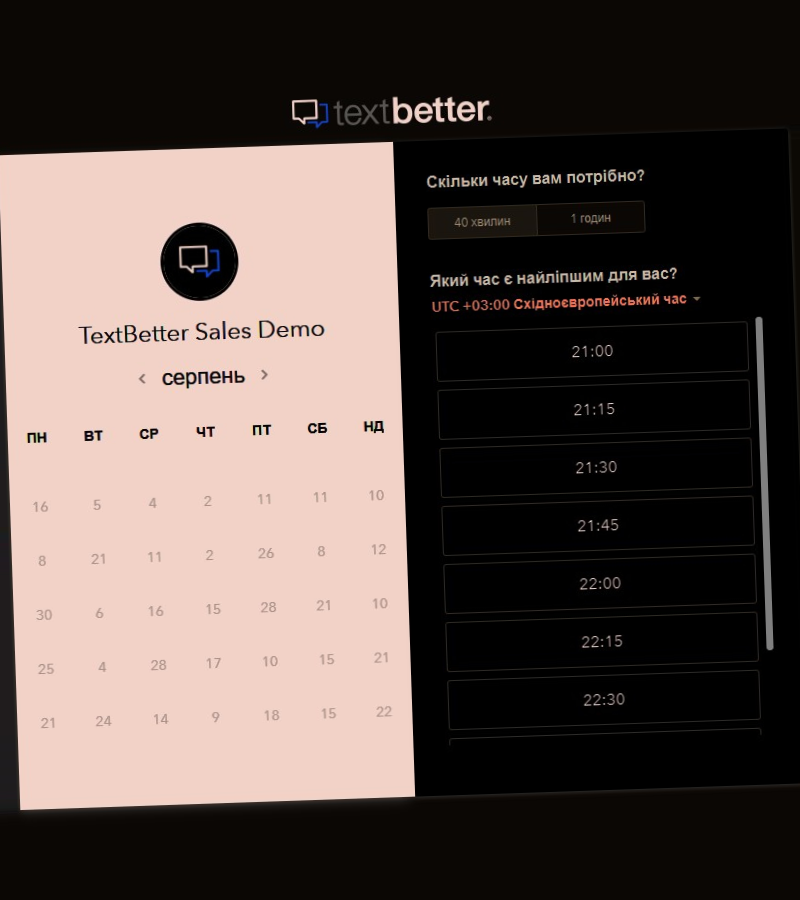 textbetter.
TextBetter Sales Demo
серпень
ПН ВТ СР ЧТ ПТ СБ НД
16 5 4 2 11 11 10
8 21 11 2 26 8 12
30 6 16 15 28 21 10
25 4 28 17 10 15 21
21 24 14 9 18 15 22
Скільки часу вам потрібно?
40 хвилин 1 годин
Який час є найліпшим для вас?
UTC +03:00 Східноєвропейський час
21:00
21:15
21:30
21:45
22:00
22:15
22:30